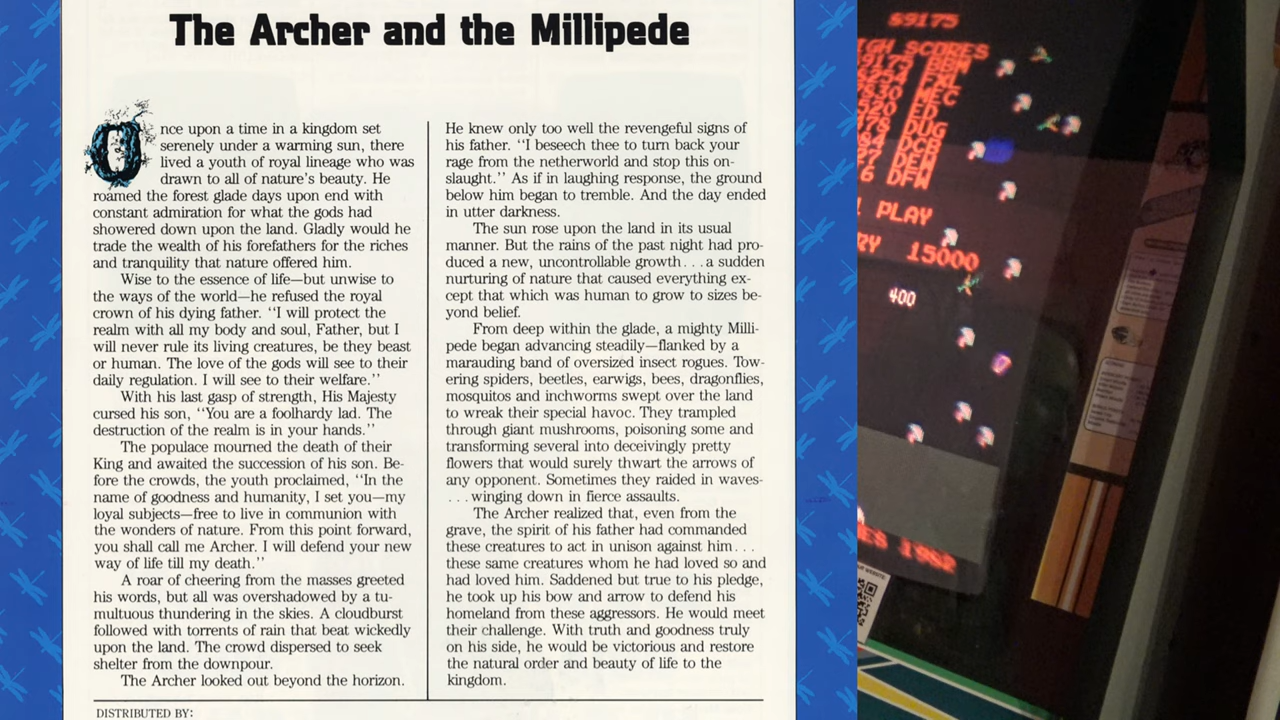 The Archer and the Millipede
Once upon a time in a kingdom set
serenely under a warming sun, there
lived a youth of royal lineage who was
drawn to all of nature's beauty. He
roamed the forest glade days upon end with
constant admiration for what the gods had
showered down upon the land. Gladly would he
trade the wealth of his forefathers for the riches
and tranquility that nature offered him.
Wise to the essence of life—but unwise to
the ways of the world—he refused the royal
crown of his dying father. ‘‘I will protect the
realm with all my body and soul, Father, but I
will never rule its living creatures, be they beast
or human. The love of the gods will see to their
daily regulation. I will see to their welfare.’’
With his last gasp of strength, His Majesty
cursed his son, ‘‘You are a foolhardy lad. The
destruction of the realm is in your hands.’’
The populace mourned the death of their
King and awaited the succession of his son. Be-
fore the crowds, the youth proclaimed, ‘‘In the
name of goodness and humanity, I set you—my
loyal subjects—free to live in communion with
the wonders of nature. From this point forward,
you shall call me Archer. I will defend your new
way of life till my death.’’
A roar of cheering from the masses greeted
his words, but all was overshadowed by a tu-
multuous thundering in the skies. A cloudburst
followed with torrents of rain that beat wickedly
upon the land. The crowd dispersed to seek
shelter from the downpour.
The Archer looked out beyond the horizon.
He knew only too well the revengeful signs of
his father. ‘‘I beseech thee to turn back your
rage from the netherworld and stop this on-
slaught.’’ As if in laughing response, the ground
below him began to tremble. And the day ended
in utter darkness.
The sun rose upon the land in its usual
manner. But the rains of the past night had pro-
duced a new, uncontrollable growth . . . a sudden
nurturing of nature that caused everything ex-
cept that which was human to grow to sizes be-
yond belief.
From deep within the glade, a mighty Milli-
pede began advancing steadily—flanked by a
marauding band of oversized insect rogues. Tow-
ering spiders, beetles, earwigs, bees, dragonflies,
mosquitos and inchworms swept over the land
to wreak their special havoc. They trampled
through giant mushrooms, poisoning some and
transforming several into deceivingly pretty
flowers that would surely thwart the arrows of
any opponent. Sometimes they raided in waves-
. . . winging down in fierce assaults.
The Archer realized that, even from the
grave, the spirit of his father had commanded
these creatures to act in unison against him . . .
these same creatures whom he had loved so and
had loved him. Saddened but true to his pledge,
he took up his bow and arrow to defend his
homeland from these aggressors. He would meet
their challenge. With truth and goodness truly
on his side, he would be victorious and restore
the natural order and beauty of life to the
kingdom.
DISTRIBUTED BY:
69175
IGH SCORES
9175 BBM
6254 FXL
7630 MEC
520 ED
178 DUG
84 DCB
27 DEW
6 DFW
PLAY
RY 15000
400
ES 1982